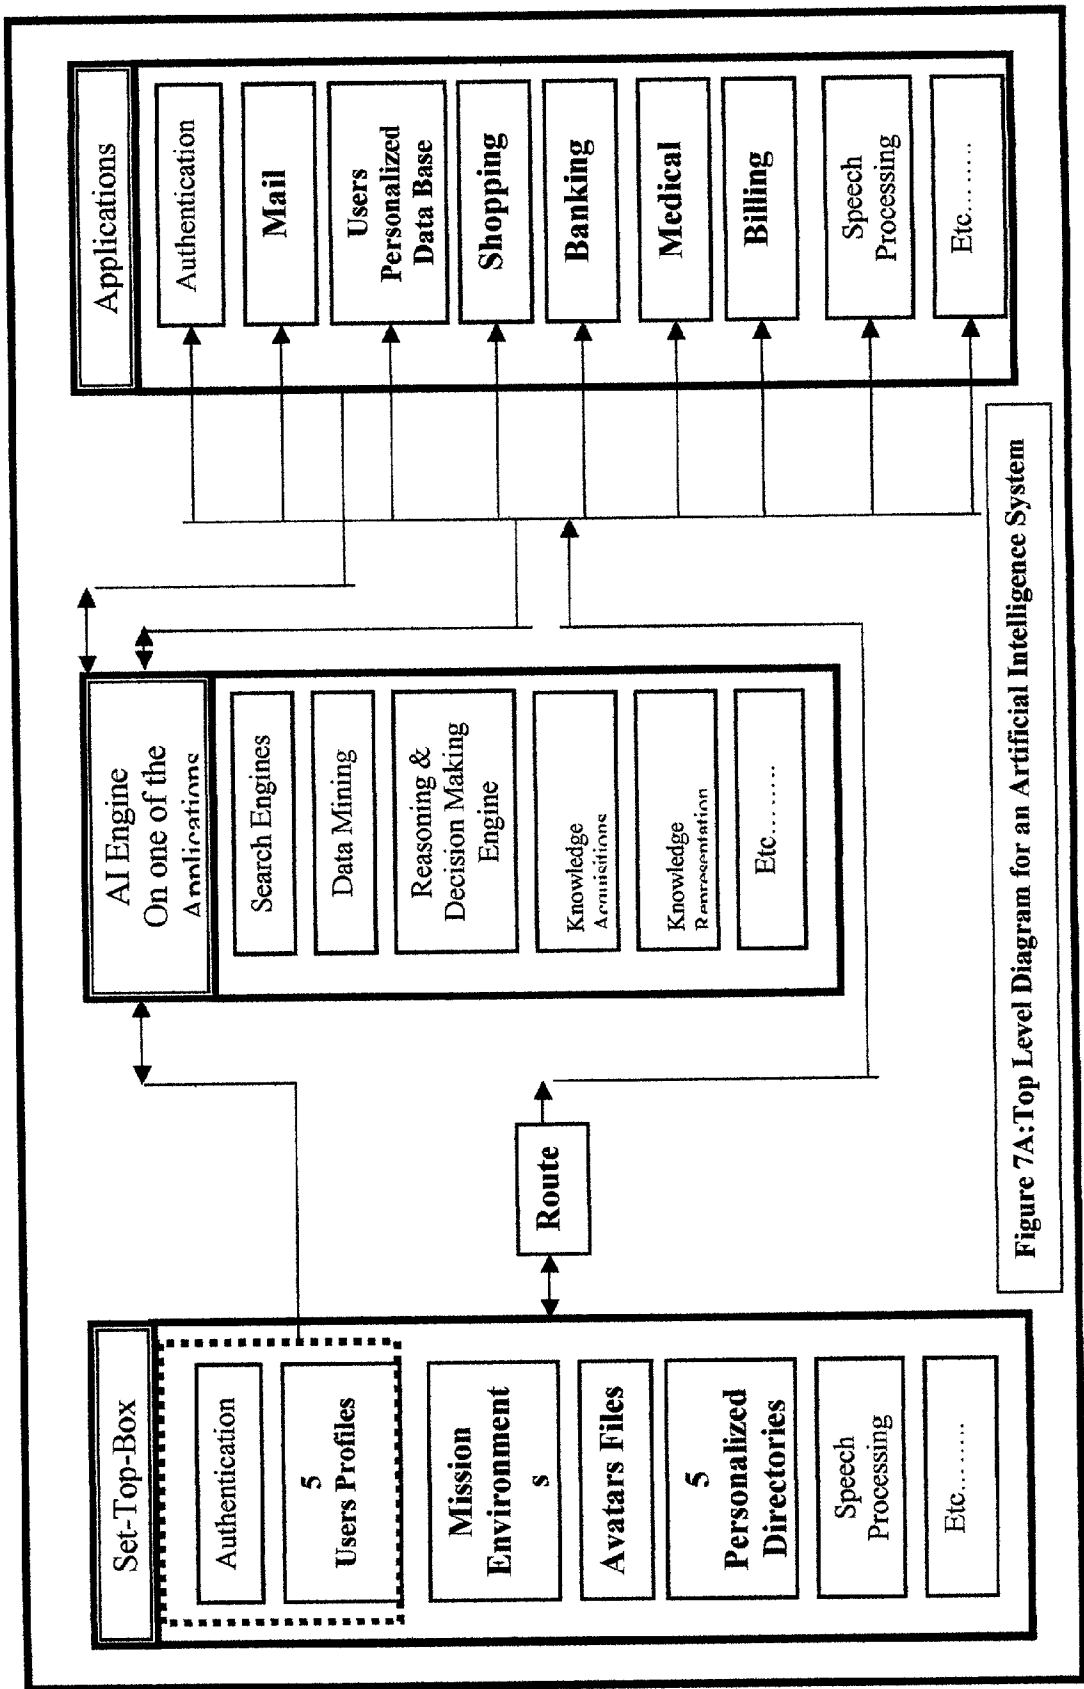 Set-Top-Box
Authentication
5
Users Profiles
Mission
Environment
s
Avatars Files
5
Personalized
Directories
Speech
Processing
Etc………
Route
AI Engine
On one of the
Applications
Search Engines
Data Mining
Reasoning &
Decision Making
Engine
Knowledge
Acquisitions
Knowledge
Representation
Etc………
Applications
Authentication
Mail
Users
Personalized
Data Base
Shopping
Banking
Medical
Billing
Speech
Processing
Etc………
Figure 7A:Top Level Diagram for an Artificial Intelligence System